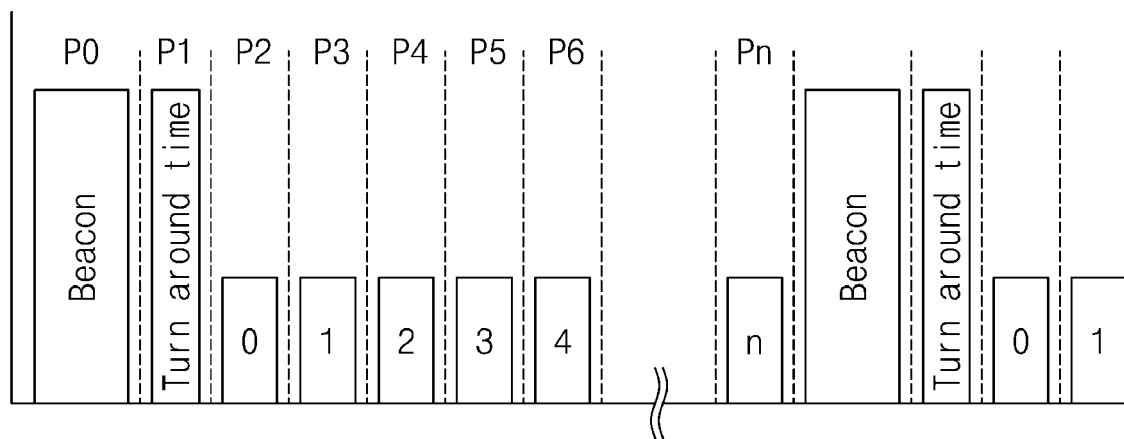 P0 P1 P2 P3 P4 P5 P6 Pn
Beacon
Turn around time
0 1 2 3 4 n
Beacon
Turn around time
0 1